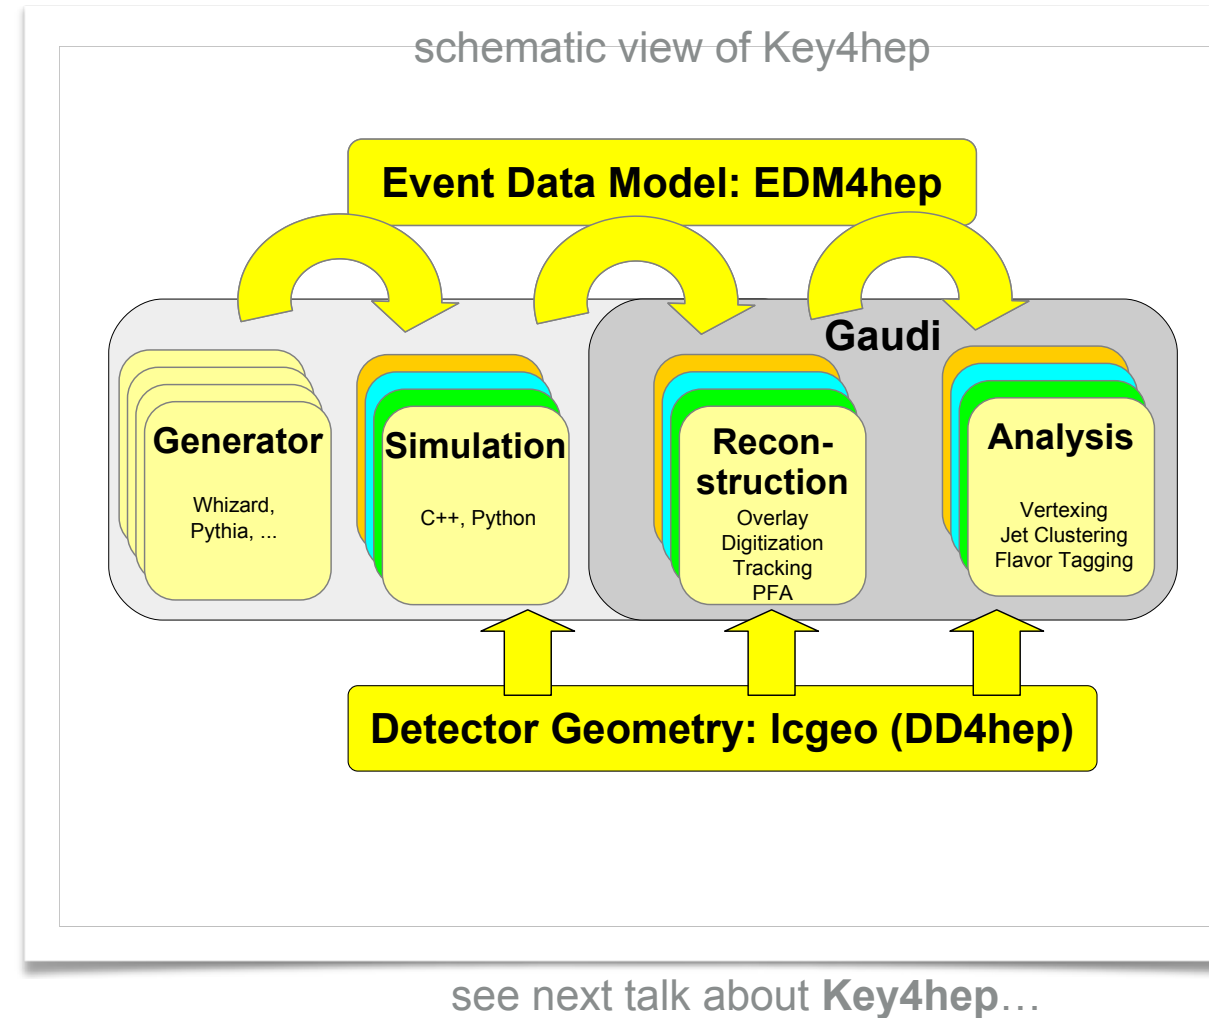 schematic view of Key4hep
Event Data Model: EDM4hep
Gaudi
Generator
Whizard,
Pythia, ...
Simulation
C++, Python
Recon-
struction
Overlay
Digitization
Tracking
PFA
Analysis
Vertexing
Jet Clustering
Flavor Tagging
Detector Geometry: lcgeo (DD4hep)
see next talk about Key4hep…